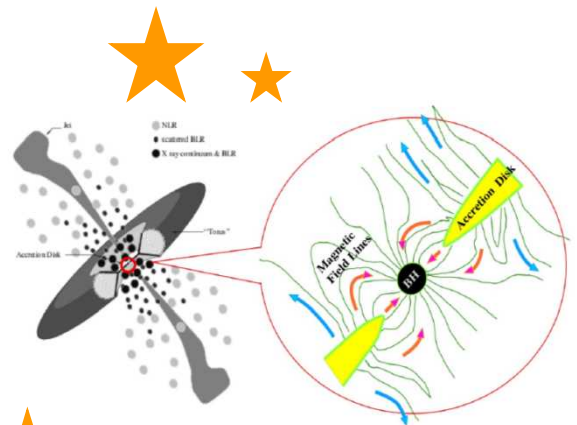 Jet
NLR
scattered BLR
X ray continuum & BLR
"Torus"
Accretion Disk
Magnetic
Field Lines
Accretion Disk
BH